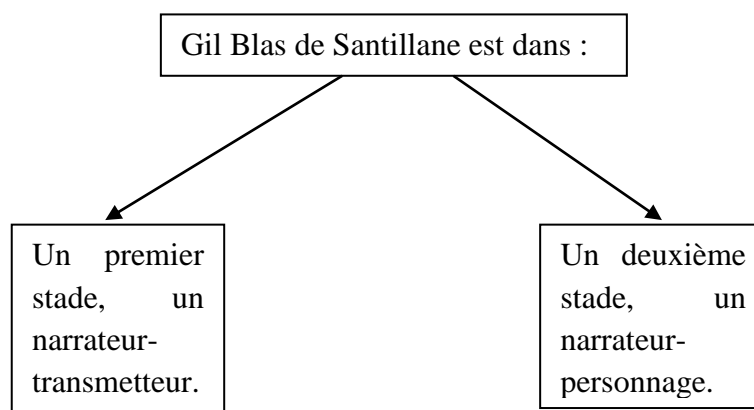 Gil Blas de Santillane est dans :
Un premier
stade, un
narrateur-
transmetteur.
Un deuxième
stade, un
narrateur-
personnage.